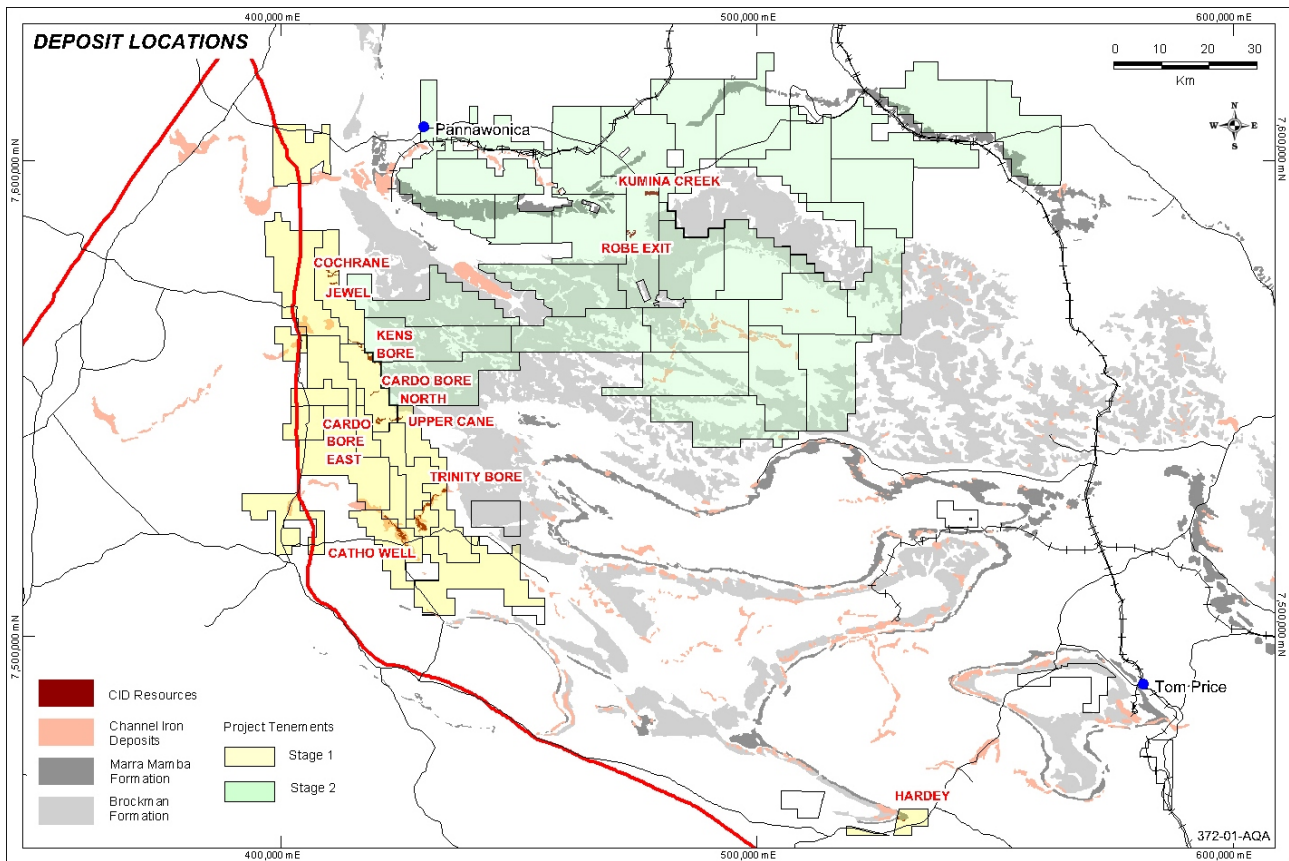 400,000 mE
500,000 mE
600,000 mE
DEPOSIT LOCATIONS
0 10 20 30
Km
N
W E
S
Pannawonica
7,600,000 mN
7,600,000 mN
KUMINA CREEK
ROBE EXIT
COCHRANE
JEWEL
KENS
BORE
CARDO BORE
NORTH
CARDO
BORE
EAST
UPPER CANE
TRINITY BORE
CATHO WELL
7,500,000 mN
7,500,000 mN
Tom Price
HARDEY
CID Resources
Channel Iron
Deposits
Marra Mamba
Formation
Brockman
Formation
Project Tenements
Stage 1
Stage 2
372-01-AQA
400,000 mE
500,000 mE
600,000 mE